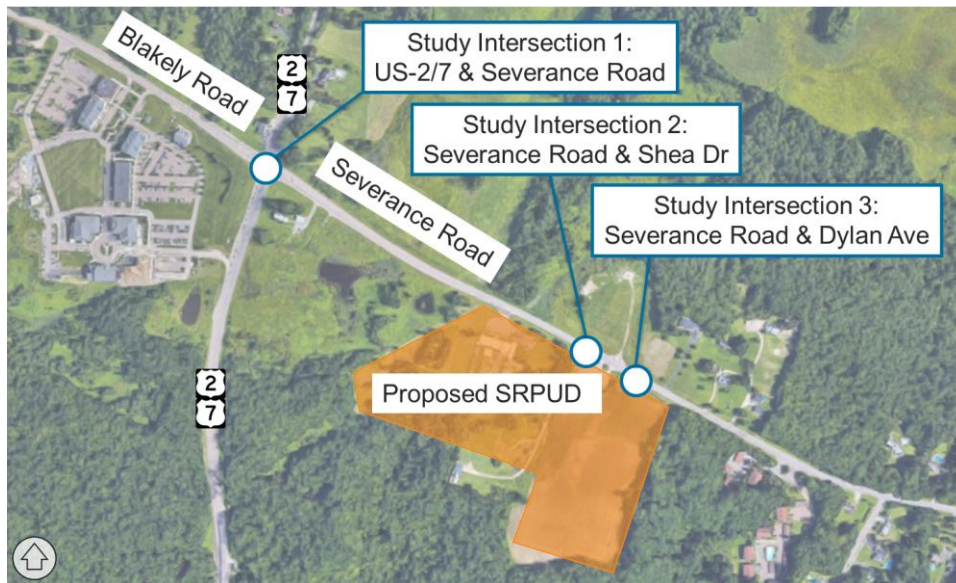 Blakely Road
2
7
Study Intersection 1:
US-2/7 & Severance Road
Study Intersection 2:
Severance Road & Shea Dr
Severance Road
Study Intersection 3:
Severance Road & Dylan Ave
2
7
Proposed SRPUD